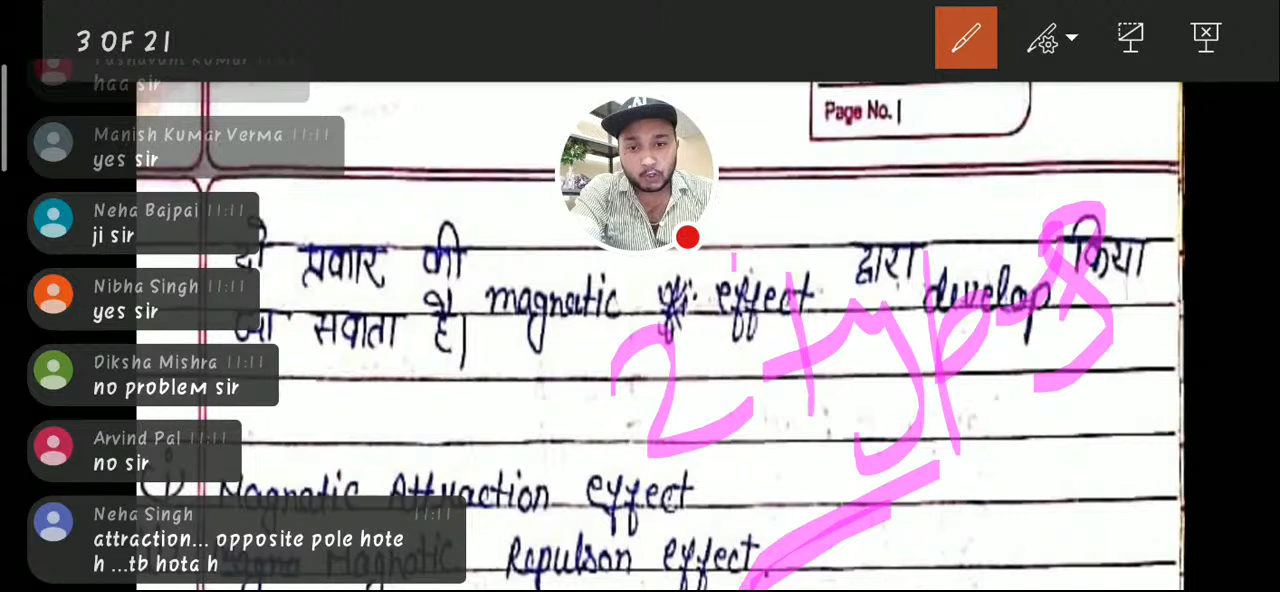 3 OF 21
haa sir
Manish Kumar Verma 11:11
yes sir
Neha Bajpai 11:11
ji sir
Nibha Singh 11:11
yes sir
Diksha Mishra 11:11
no problem sir
Arvind Pal 11:11
no sir
Neha Singh 11:11
attraction... opposite pole hote
h ...tb hota h
Page No.
प्रकार की magnetic effect द्वारा develop किया
जा सकता है।
2 types
Magnetic Attraction effect
Magnetic Repulson effect.